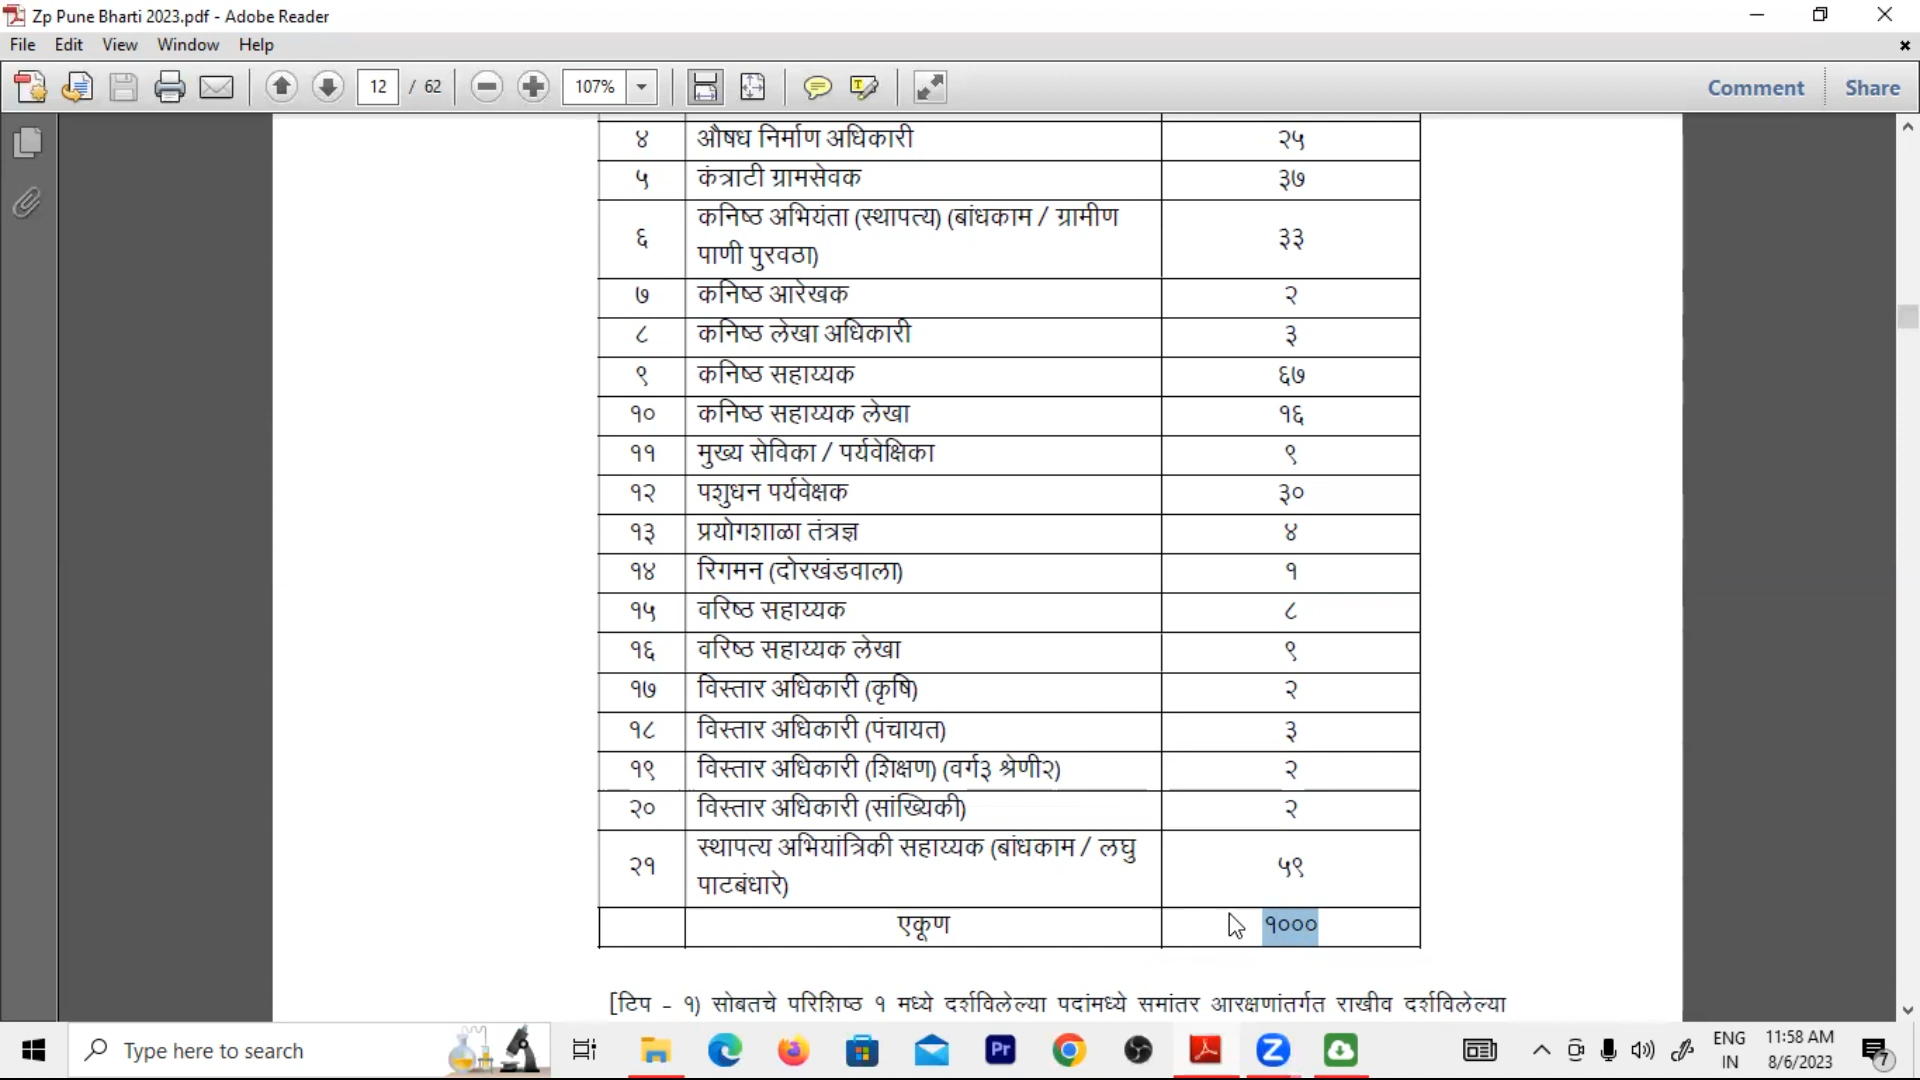 Zp Pune Bharti 2023.pdf - Adobe Reader
File Edit View Window Help
12 / 62 107% Comment Share
४ औषध निर्माण अधिकारी २५
५ कंत्राटी ग्रामसेवक ३७
कनिष्ठ अभियंता (स्थापत्य) (बांधकाम / ग्रामीण
६ ३३
पाणी पुरवठा)
७ कनिष्ठ आरेखक २
८ कनिष्ठ लेखा अधिकारी ३
९ कनिष्ठ सहाय्यक ६७
१० कनिष्ठ सहाय्यक लेखा १६
११ मुख्य सेविका / पर्यवेक्षिका ९
१२ पशुधन पर्यवेक्षक ३०
१३ प्रयोगशाळा तंत्रज्ञ ४
१४ रिगमन (दोरखंडवाला) १
१५ वरिष्ठ सहाय्यक ८
१६ वरिष्ठ सहाय्यक लेखा ९
१७ विस्तार अधिकारी (कृषि) २
१८ विस्तार अधिकारी (पंचायत) ३
१९ विस्तार अधिकारी (शिक्षण) (वर्ग३ श्रेणी२) २
२० विस्तार अधिकारी (सांख्यिकी) २
स्थापत्य अभियांत्रिकी सहाय्यक (बांधकाम / लघु
२१ ५९
पाटबंधारे)
एकूण १०००
[टिप - १) सोबतचे परिशिष्ठ १ मध्ये दर्शविलेल्या पदांमध्ये समांतर आरक्षणांतर्गत राखीव दर्शविलेल्या
Type here to search Pr ENG 11:58 AM
IN 8/6/2023 7